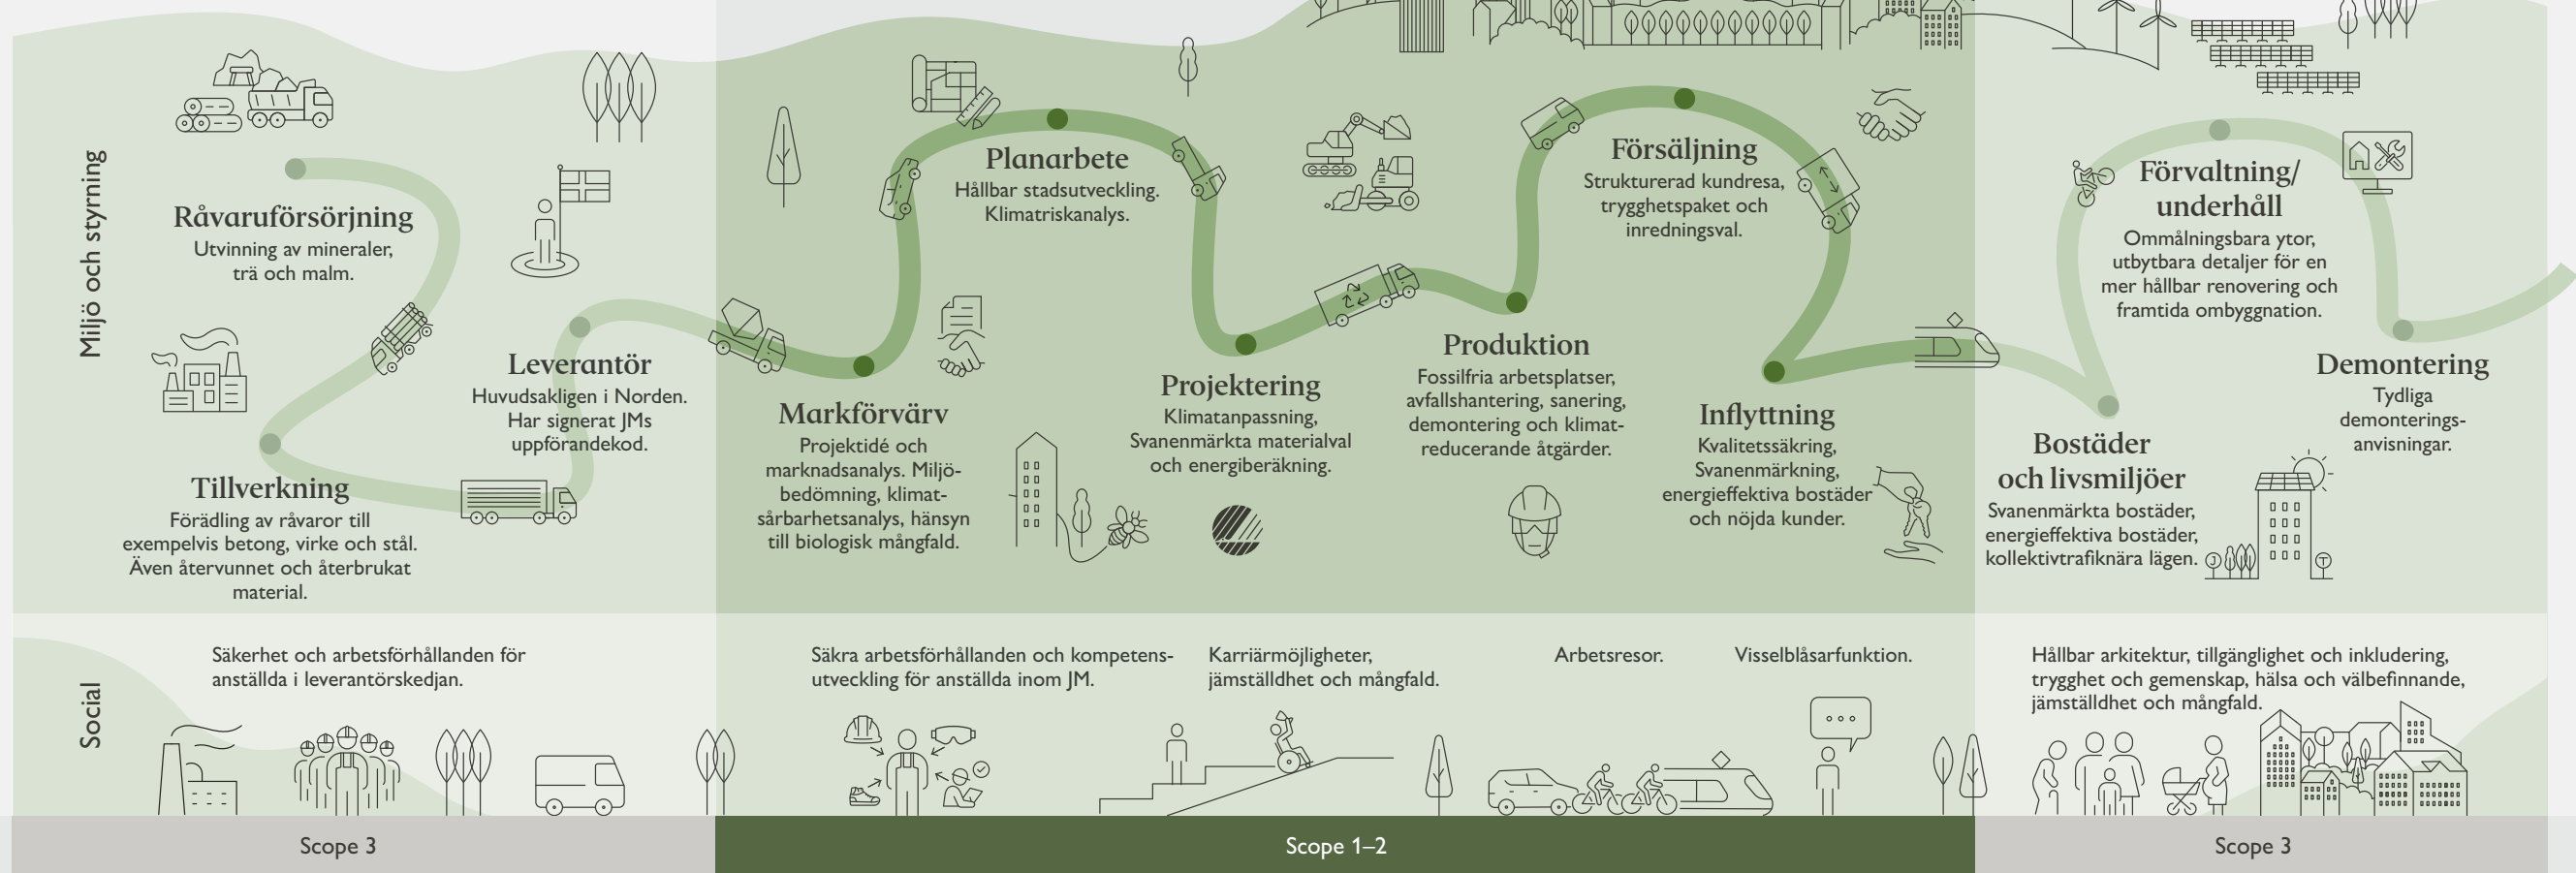 Miljö och styrning
Råvaruförsörjning
Utvinning av mineraler,
trä och malm.
Tillverkning
Förädling av råvaror till
exempelvis betong, virke och stål.
Även återvunnet och återbrukat
material.
Leverantör
Huvudsakligen i Norden.
Har signerat JMs
uppförandekod.
Markförvärv
Projektidé och
marknadsanalys. Miljö-
bedömning, klimat-
sårbarhetsanalys, hänsyn
till biologisk mångfald.
Planarbete
Hållbar stadsutveckling.
Klimatriskanalys.
Projektering
Klimatanpassning,
Svanenmärkta materialval
och energiberäkning.
Produktion
Fossilfria arbetsplatser,
avfallshantering, sanering,
demontering och klimat-
reducerande åtgärder.
Försäljning
Strukturerad kundresa,
trygghetspaket och
inredningsval.
Inflyttning
Kvalitetssäkring,
Svanenmärkning,
energieffektiva bostäder
och nöjda kunder.
Bostäder
och livsmiljöer
Svanenmärkta bostäder,
energieffektiva bostäder,
kollektivtrafiknära lägen.
J
T
Förvaltning/
underhåll
Ommålningsbara ytor,
utbytbara detaljer för en
mer hållbar renovering och
framtida ombyggnation.
Demontering
Tydliga
demonterings-
anvisningar.
Social
Säkerhet och arbetsförhållanden för
anställda i leverantörskedjan.
Säkra arbetsförhållanden och kompetens-
utveckling för anställda inom JM.
Karriärmöjligheter,
jämställdhet och mångfald.
Arbetsresor.
Visselblåsarfunktion.
Hållbar arkitektur, tillgänglighet och inkludering,
trygghet och gemenskap, hälsa och välbefinnande,
jämställdhet och mångfald.
Scope 3
Scope 1–2
Scope 3